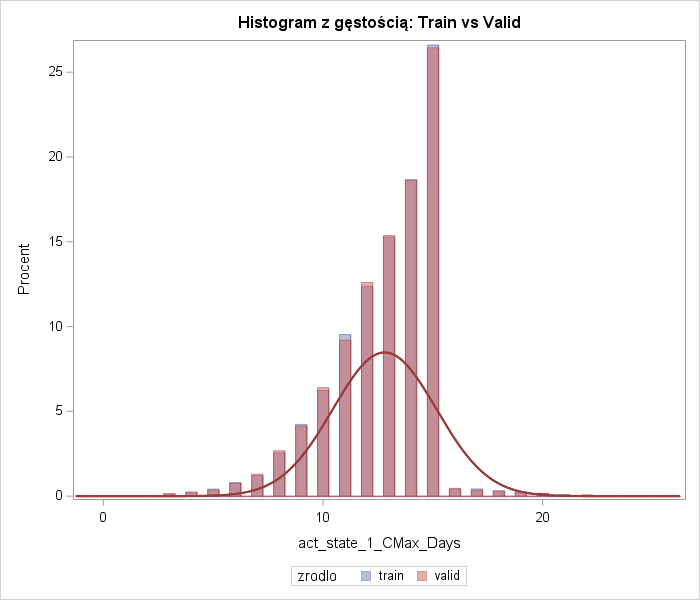 Histogram z gęstością: Train vs Valid
Procent
25
20
15
10
5
0
0 10 20
act_state_1_CMax_Days
zrodlo train valid